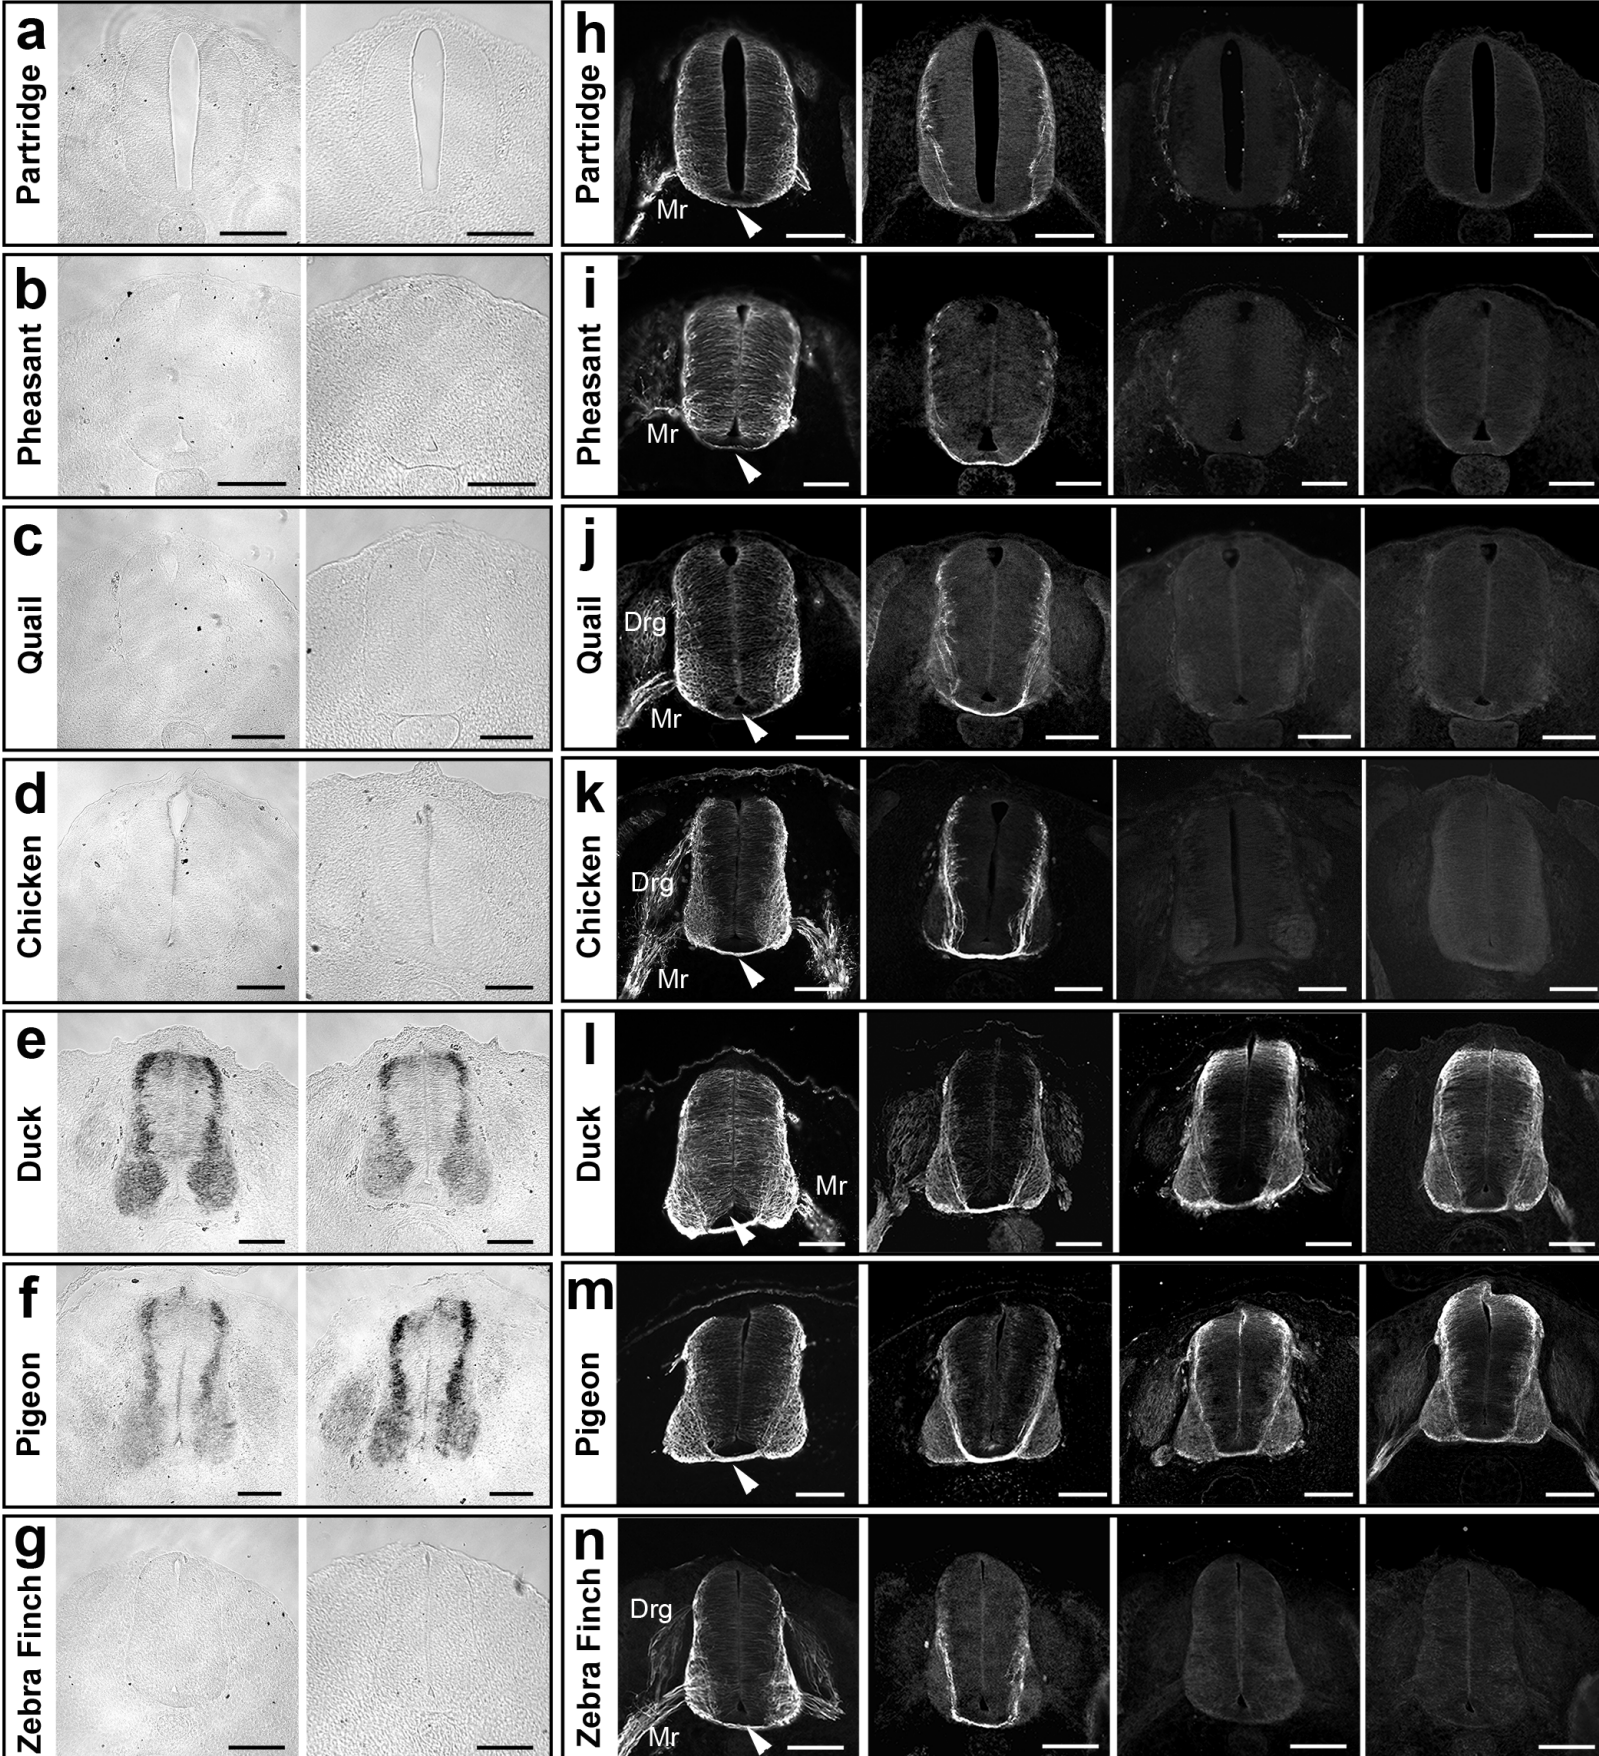 a
Partridge
h
Partridge
Mr
b
Pheasant
i
Pheasant
Mr
c
Quail
j
Quail
Drg
Mr
d
Chicken
k
Chicken
Drg
Mr
e
Duck
l
Duck
Mr
f
Pigeon
m
Pigeon
g
Zebra Finch
n
Zebra Finch
Drg
Mr